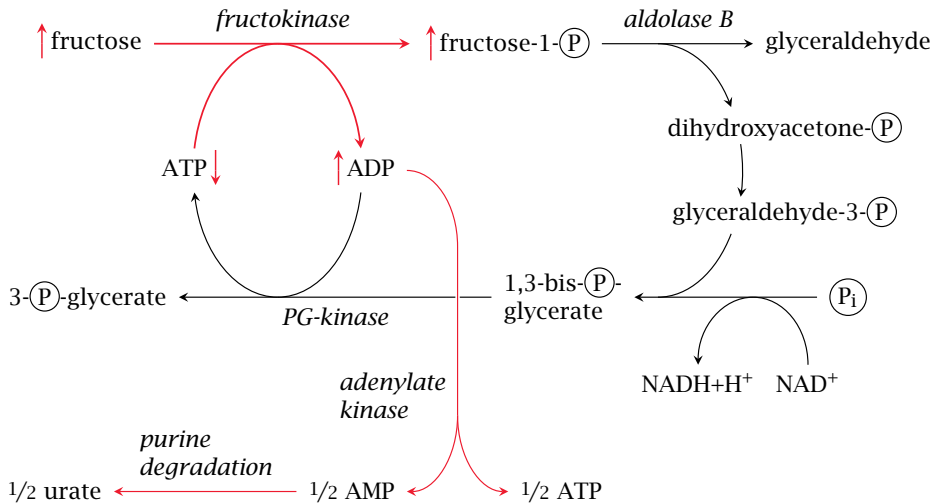 fructokinase
aldolase B
fructose
fructose-1-P
glyceraldehyde
dihydroxyacetone-P
ATP
ADP
glyceraldehyde-3-P
3-P-glycerate
PG-kinase
1,3-bis-P-
glycerate
Pi
NADH+H+
NAD+
adenylate
kinase
purine
degradation
1/2 urate
1/2 AMP
1/2 ATP